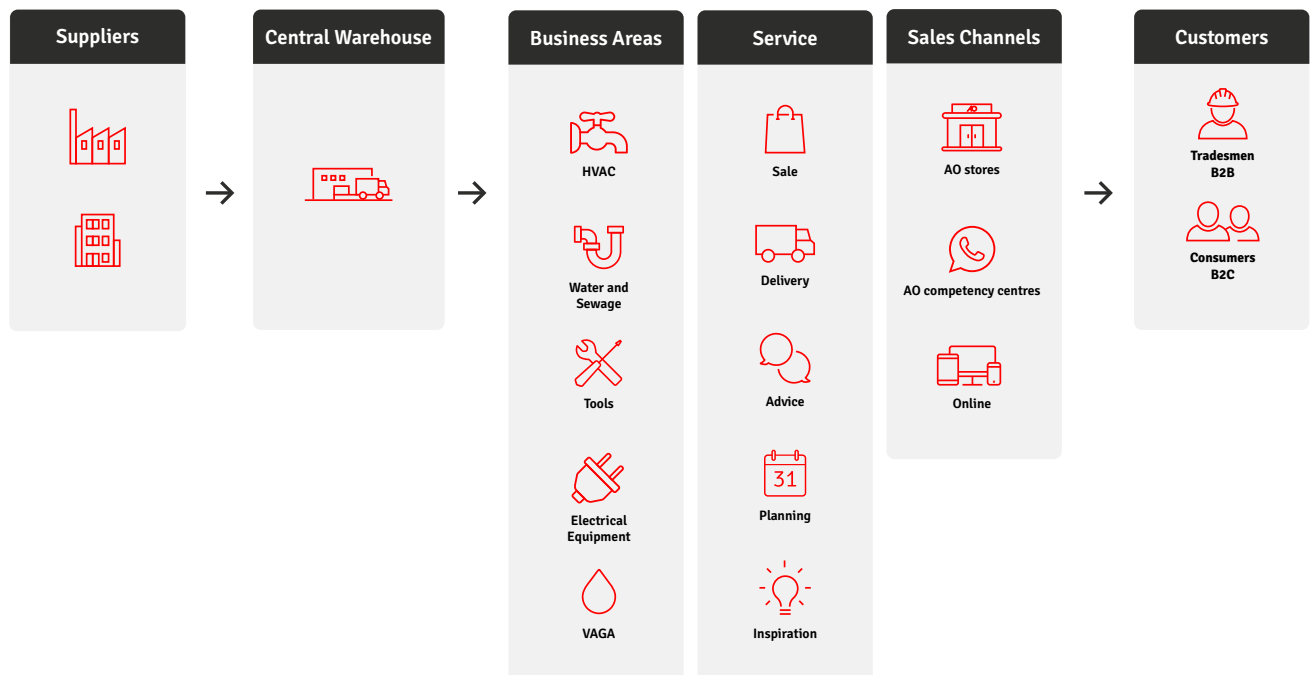 Suppliers
Central Warehouse
Business Areas
HVAC
Water and
Sewage
Tools
Electrical
Equipment
VAGA
Service
Sale
Delivery
Advice
31
Planning
Inspiration
Sales Channels
AO
AO stores
AO competency centres
Online
Customers
Tradesmen
B2B
Consumers
B2C